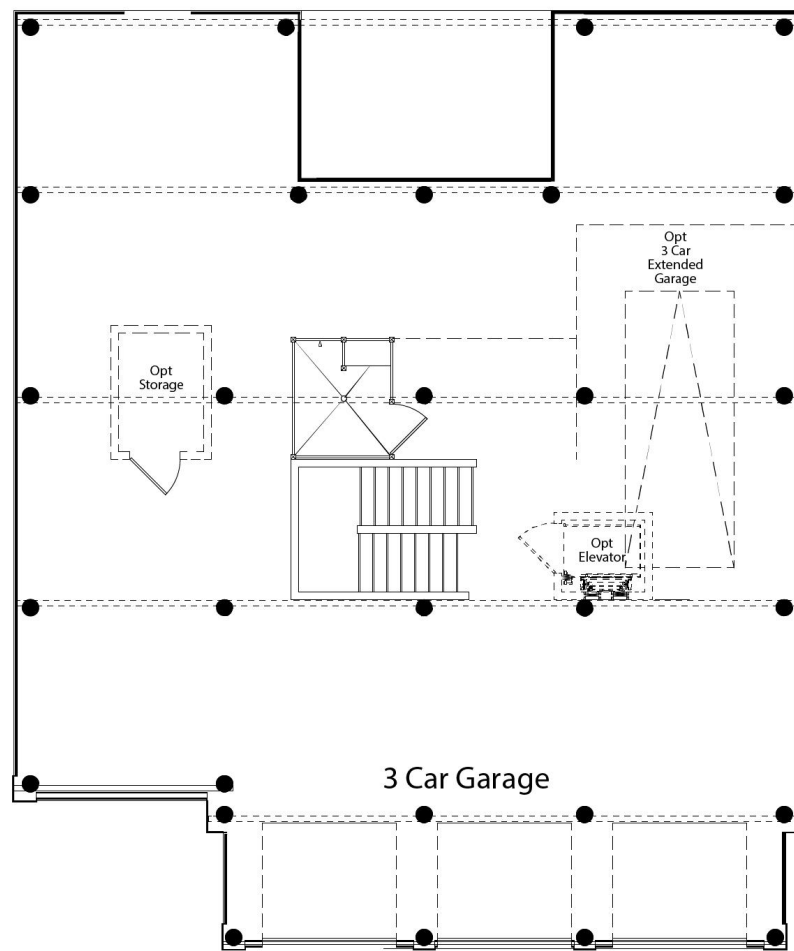 Opt
3 Car
Extended
Garage
Opt
Storage
Opt
Elevator
3 Car Garage